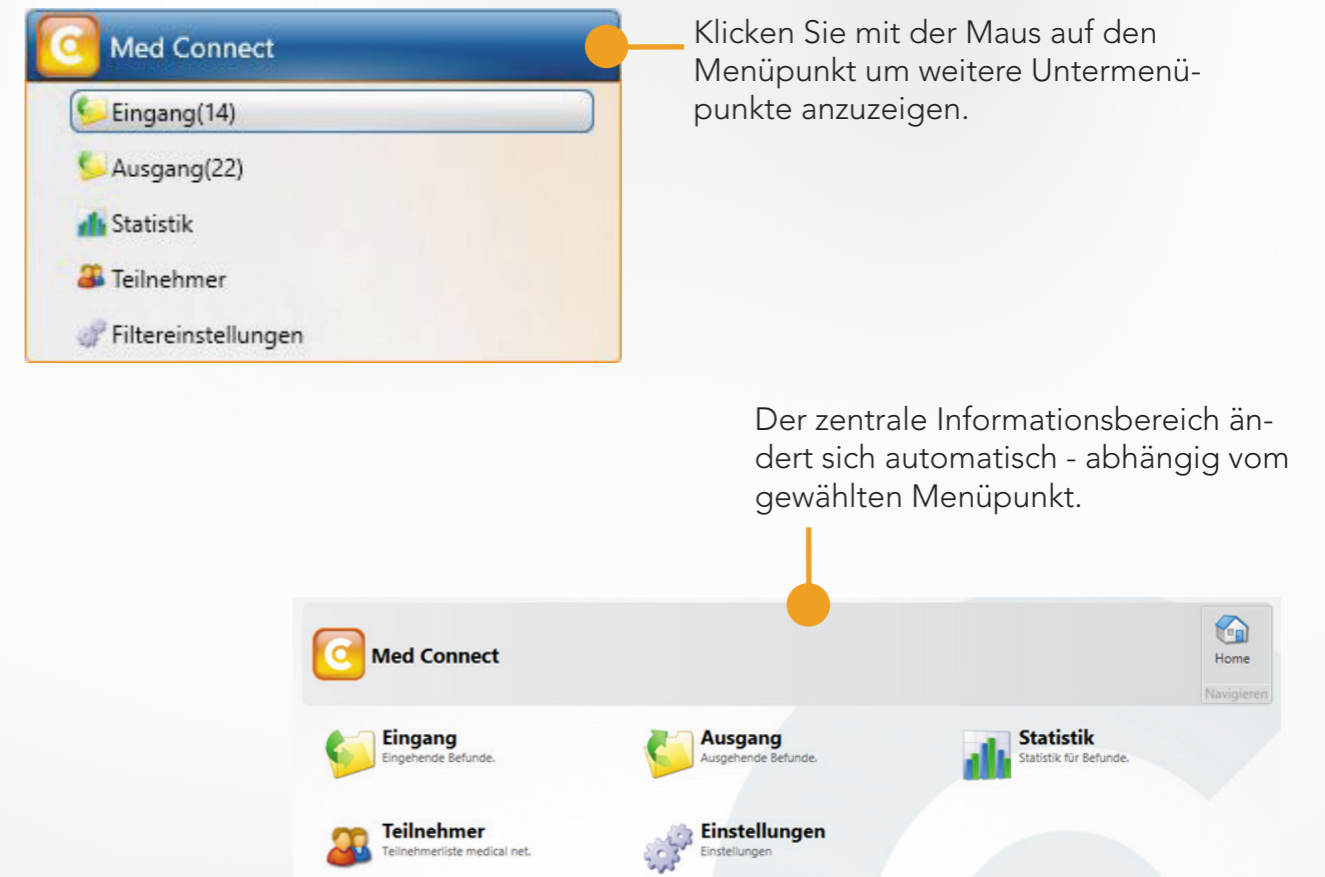 Med Connect
Eingang(14)
Ausgang(22)
Statistik
Teilnehmer
Filtereinstellungen
Klicken Sie mit der Maus auf den
Menüpunkt um weitere Untermenü-
punkte anzuzeigen.
Der zentrale Informationsbereich än-
dert sich automatisch - abhängig vom
gewählten Menüpunkt.
Med Connect
Home
Navigieren
Eingang
Eingehende Befunde.
Ausgang
Ausgehende Befunde.
Statistik
Statistik für Befunde.
Teilnehmer
Teilnehmerliste medical net.
Einstellungen
Einstellungen